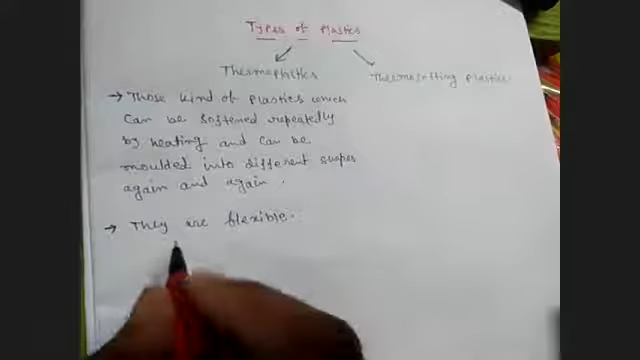 Types of Plastics
Thermoplstics
Thermosetting Plastics
→ Those kind of Plastics which
can be softened repeatedly
by heating and can be
moulded into different shapes
again and again.
→ They are flexible.